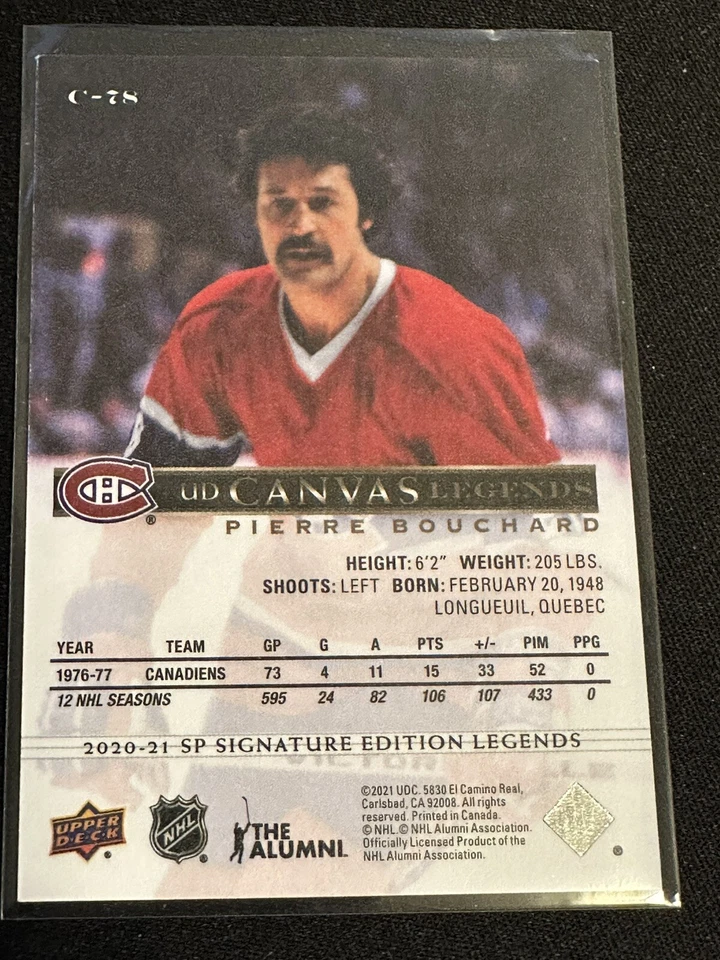 C-78
UD CANVAS LEGENDS
®
PIERRE BOUCHARD
HEIGHT: 6'2" WEIGHT: 205 LBS.
SHOOTS: LEFT BORN: FEBRUARY 20, 1948
LONGUEUIL, QUEBEC
YEAR TEAM GP G A PTS +/- PIM PPG
1976-77 CANADIENS 73 4 11 15 33 52 0
12 NHL SEASONS 595 24 82 106 107 433 0
2020-21 SP SIGNATURE EDITION LEGENDS
UPPER
D·E·C·K
NHL
®
THE
ALUMNI
©2021 UDC. 5830 El Camino Real,
Carlsbad, CA 92008. All rights
reserved. Printed in Canada.
© NHL. © NHL Alumni Association.
Officially Licensed Product of the
NHL Alumni Association.
®